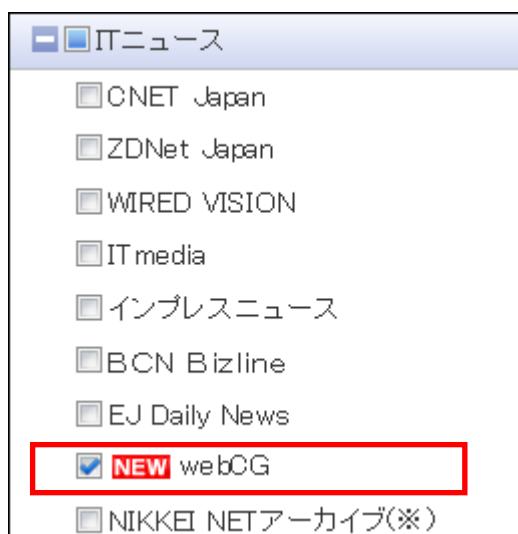 ITニュース
CNET Japan
ZDNet Japan
WIRED VISION
ITmedia
インプレスニュース
BCN Bizline
EJ Daily News
NEW webCG
NIKKEI NETアーカイブ(※)